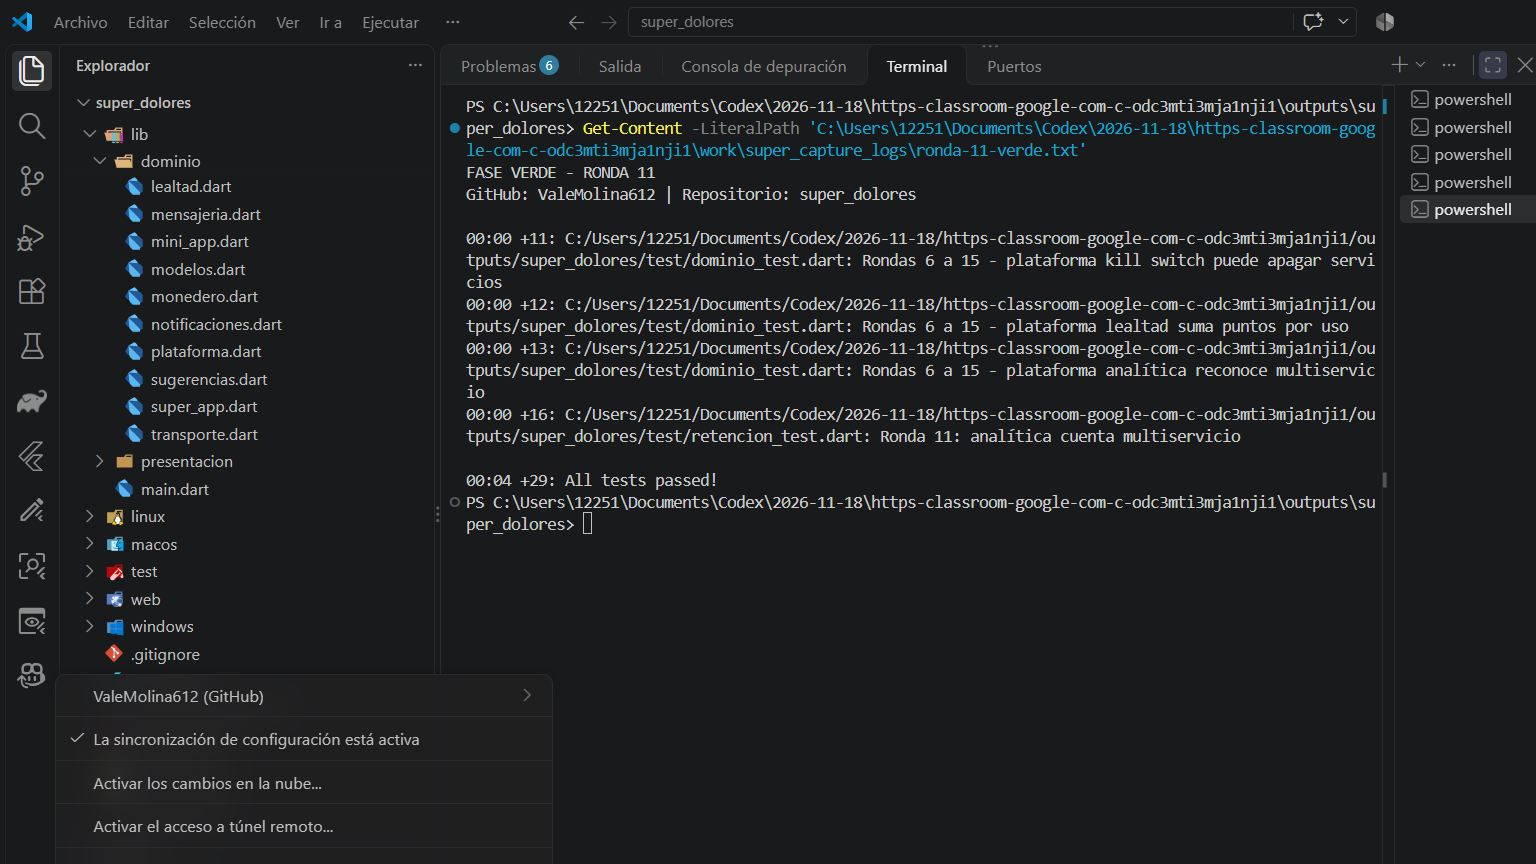 Archivo Editar Selección Ver Ir a Ejecutar ···
super_dolores
Explorador ···
super_dolores
lib
dominio
lealtad.dart
mensajeria.dart
mini_app.dart
modelos.dart
monedero.dart
notificaciones.dart
plataforma.dart
sugerencias.dart
super_app.dart
transporte.dart
presentacion
main.dart
linux
macos
test
web
windows
.gitignore
ValeMolina612 (GitHub)
La sincronización de configuración está activa
Activar los cambios en la nube...
Activar el acceso a túnel remoto...
Problemas 6 Salida Consola de depuración Terminal Puertos
PS C:\Users\12251\Documents\Codex\2026-11-18\https-classroom-google-com-c-odc3mti3mja1nji1\outputs\su
per_dolores> Get-Content -LiteralPath 'C:\Users\12251\Documents\Codex\2026-11-18\https-classroom-goog
le-com-c-odc3mti3mja1nji1\work\super_capture_logs\ronda-11-verde.txt'
FASE VERDE - RONDA 11
GitHub: ValeMolina612 | Repositorio: super_dolores
00:00 +11: C:/Users/12251/Documents/Codex/2026-11-18/https-classroom-google-com-c-odc3mti3mja1nji1/ou
tputs/super_dolores/test/dominio_test.dart: Rondas 6 a 15 - plataforma kill switch puede apagar servi
cios
00:00 +12: C:/Users/12251/Documents/Codex/2026-11-18/https-classroom-google-com-c-odc3mti3mja1nji1/ou
tputs/super_dolores/test/dominio_test.dart: Rondas 6 a 15 - plataforma lealtad suma puntos por uso
00:00 +13: C:/Users/12251/Documents/Codex/2026-11-18/https-classroom-google-com-c-odc3mti3mja1nji1/ou
tputs/super_dolores/test/dominio_test.dart: Rondas 6 a 15 - plataforma analítica reconoce multiservic
io
00:00 +16: C:/Users/12251/Documents/Codex/2026-11-18/https-classroom-google-com-c-odc3mti3mja1nji1/ou
tputs/super_dolores/test/retencion_test.dart: Ronda 11: analítica cuenta multiservicio
00:04 +29: All tests passed!
PS C:\Users\12251\Documents\Codex\2026-11-18\https-classroom-google-com-c-odc3mti3mja1nji1\outputs\su
per_dolores>
powershell
powershell
powershell
powershell
powershell